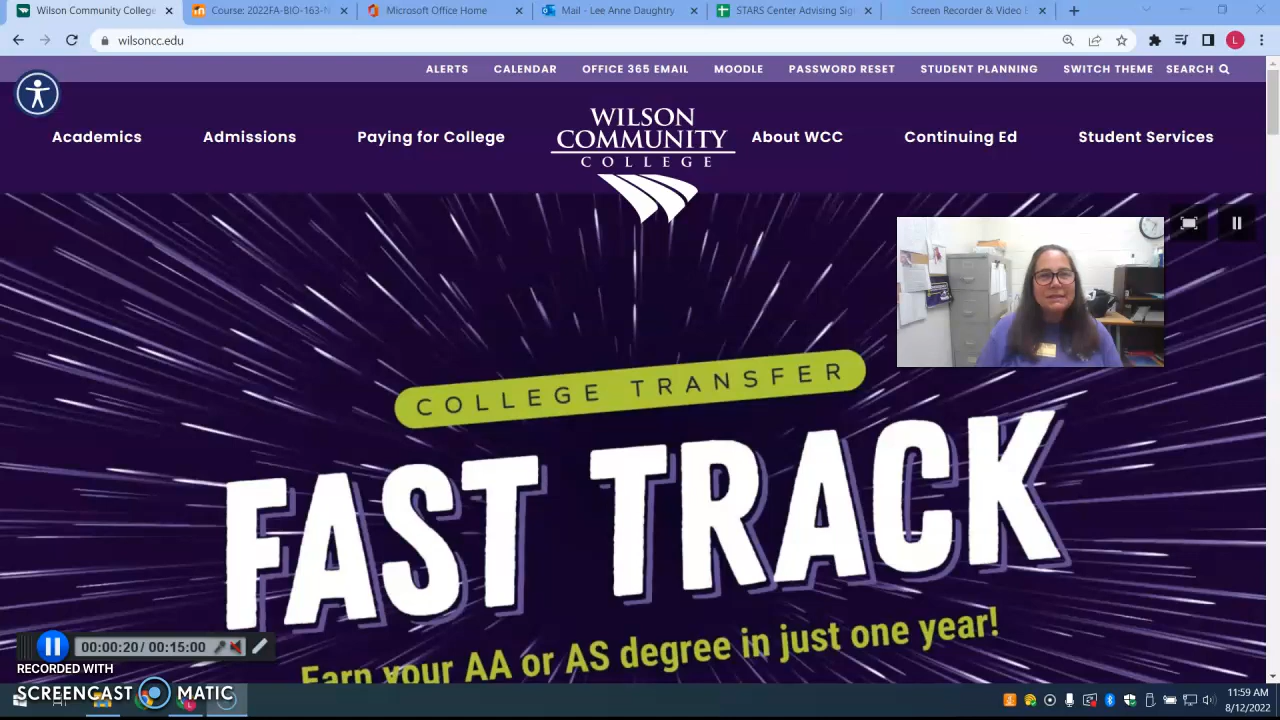 Wilson Community College
Course: 2022FA-BIO-163-N
Microsoft Office Home
Mail - Lee Anne Daughtry
STARS Center Advising Sig
Screen Recorder & Video E
wilsoncc.edu
L
ALERTS
CALENDAR
OFFICE 365 EMAIL
MOODLE
PASSWORD RESET
STUDENT PLANNING
SWITCH THEME
SEARCH
Academics
Admissions
Paying for College
WILSON
COMMUNITY
COLLEGE
About WCC
Continuing Ed
Student Services
COLLEGE TRANSFER
FAST TRACK
Earn your AA or AS degree in just one year!
00:00:20 / 00:15:00
RECORDED WITH
SCREENCAST MATIC
11:59 AM
8/12/2022